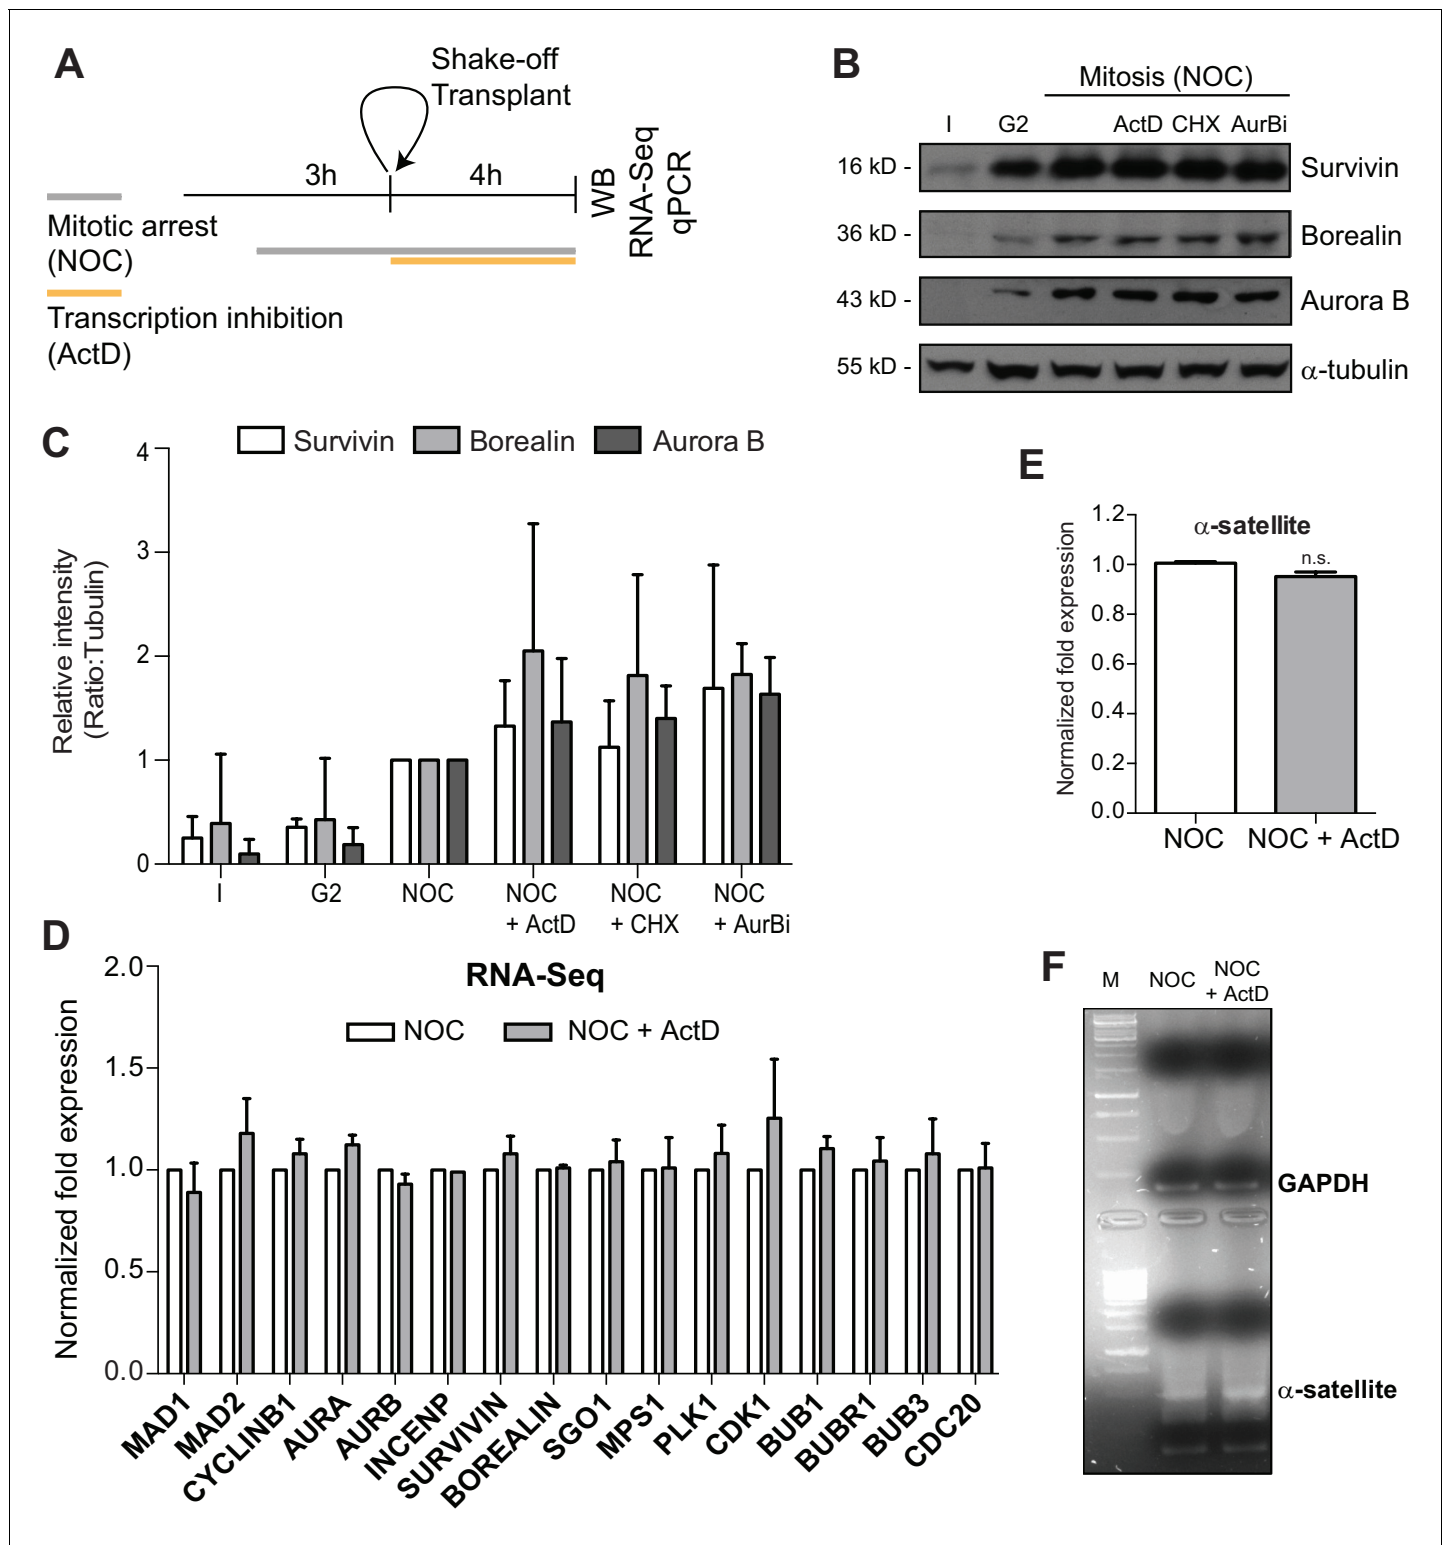 A
Shake-off
Transplant
3h
4h
WB
RNA-Seq
qPCR
Mitotic arrest
(NOC)
Transcription inhibition
(ActD)
B
Mitosis (NOC)
I G2 ActD CHX AurBi
16 kD - Survivin
36 kD - Borealin
43 kD - Aurora B
55 kD - α-tubulin
C
Survivin Borealin Aurora B
Relative intensity
(Ratio:Tubulin)
4
3
2
1
0
I G2 NOC NOC NOC NOC
+ ActD + CHX + AurBi
D
RNA-Seq
NOC NOC + ActD
Normalized fold expression
2.0
1.5
1.0
0.5
0.0
MAD1
MAD2
CYCLINB1
AURA
AURB
INCENP
SURVIVIN
BOREALIN
SGO1
MPS1
PLK1
CDK1
BUB1
BUBR1
BUB3
CDC20
E
α-satellite
n.s.
Normalized fold expression
1.2
1.0
0.8
0.6
0.4
0.2
0.0
NOC NOC + ActD
F
M NOC NOC
+ ActD
GAPDH
α-satellite